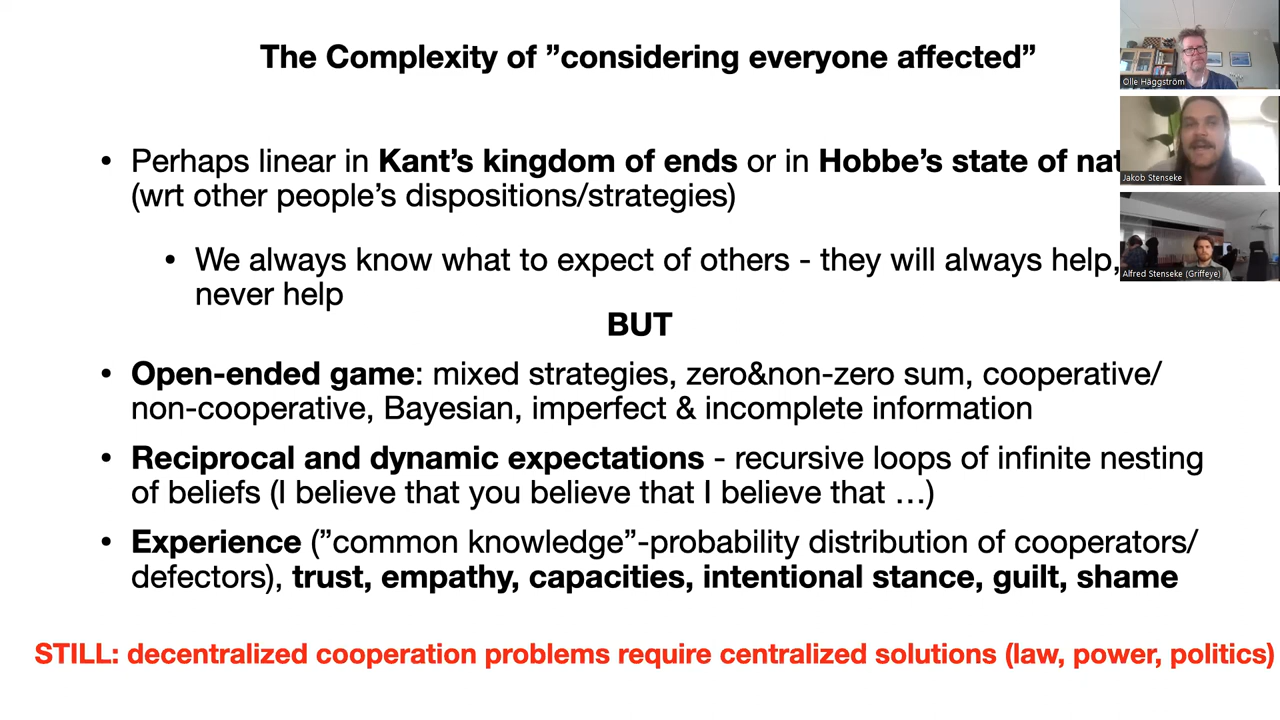 The Complexity of ”considering everyone affected”
• Perhaps linear in Kant’s kingdom of ends or in Hobbe’s state of
(wrt other people’s dispositions/strategies)
• We always know what to expect of others - they will always help,
never help
BUT
• Open-ended game: mixed strategies, zero&non-zero sum, cooperative/
non-cooperative, Bayesian, imperfect & incomplete information
• Reciprocal and dynamic expectations - recursive loops of infinite nesting
of beliefs (I believe that you believe that I believe that …)
• Experience (”common knowledge”-probability distribution of cooperators/
defectors), trust, empathy, capacities, intentional stance, guilt, shame
STILL: decentralized cooperation problems require centralized solutions (law, power, politics)
Olle Häggström
Jakob Stenseke
Alfred Stenseke (Griffeye)